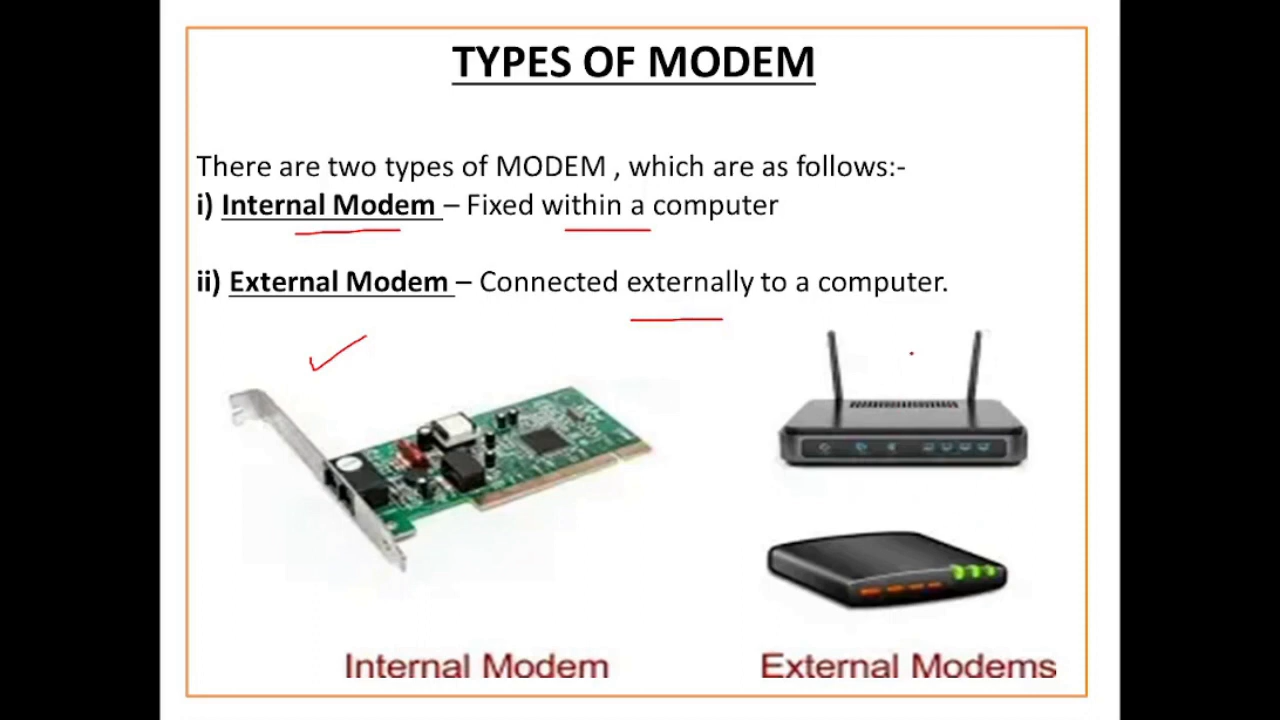 TYPES OF MODEM
There are two types of MODEM , which are as follows:-
i) Internal Modem – Fixed within a computer
ii) External Modem – Connected externally to a computer.
Internal Modem
External Modems